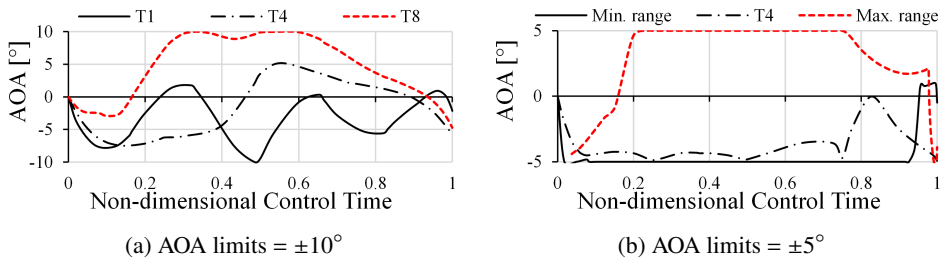 T1 T4 T8
10
5
0
-5
-10
AOA [°]
0 0.2 0.4 0.6 0.8 1
Non-dimensional Control Time
(a) AOA limits = ±10°
Min. range T4 Max. range
5
0
-5
AOA [°]
0 0.2 0.4 0.6 0.8 1
Non-dimensional Control Time
(b) AOA limits = ±5°